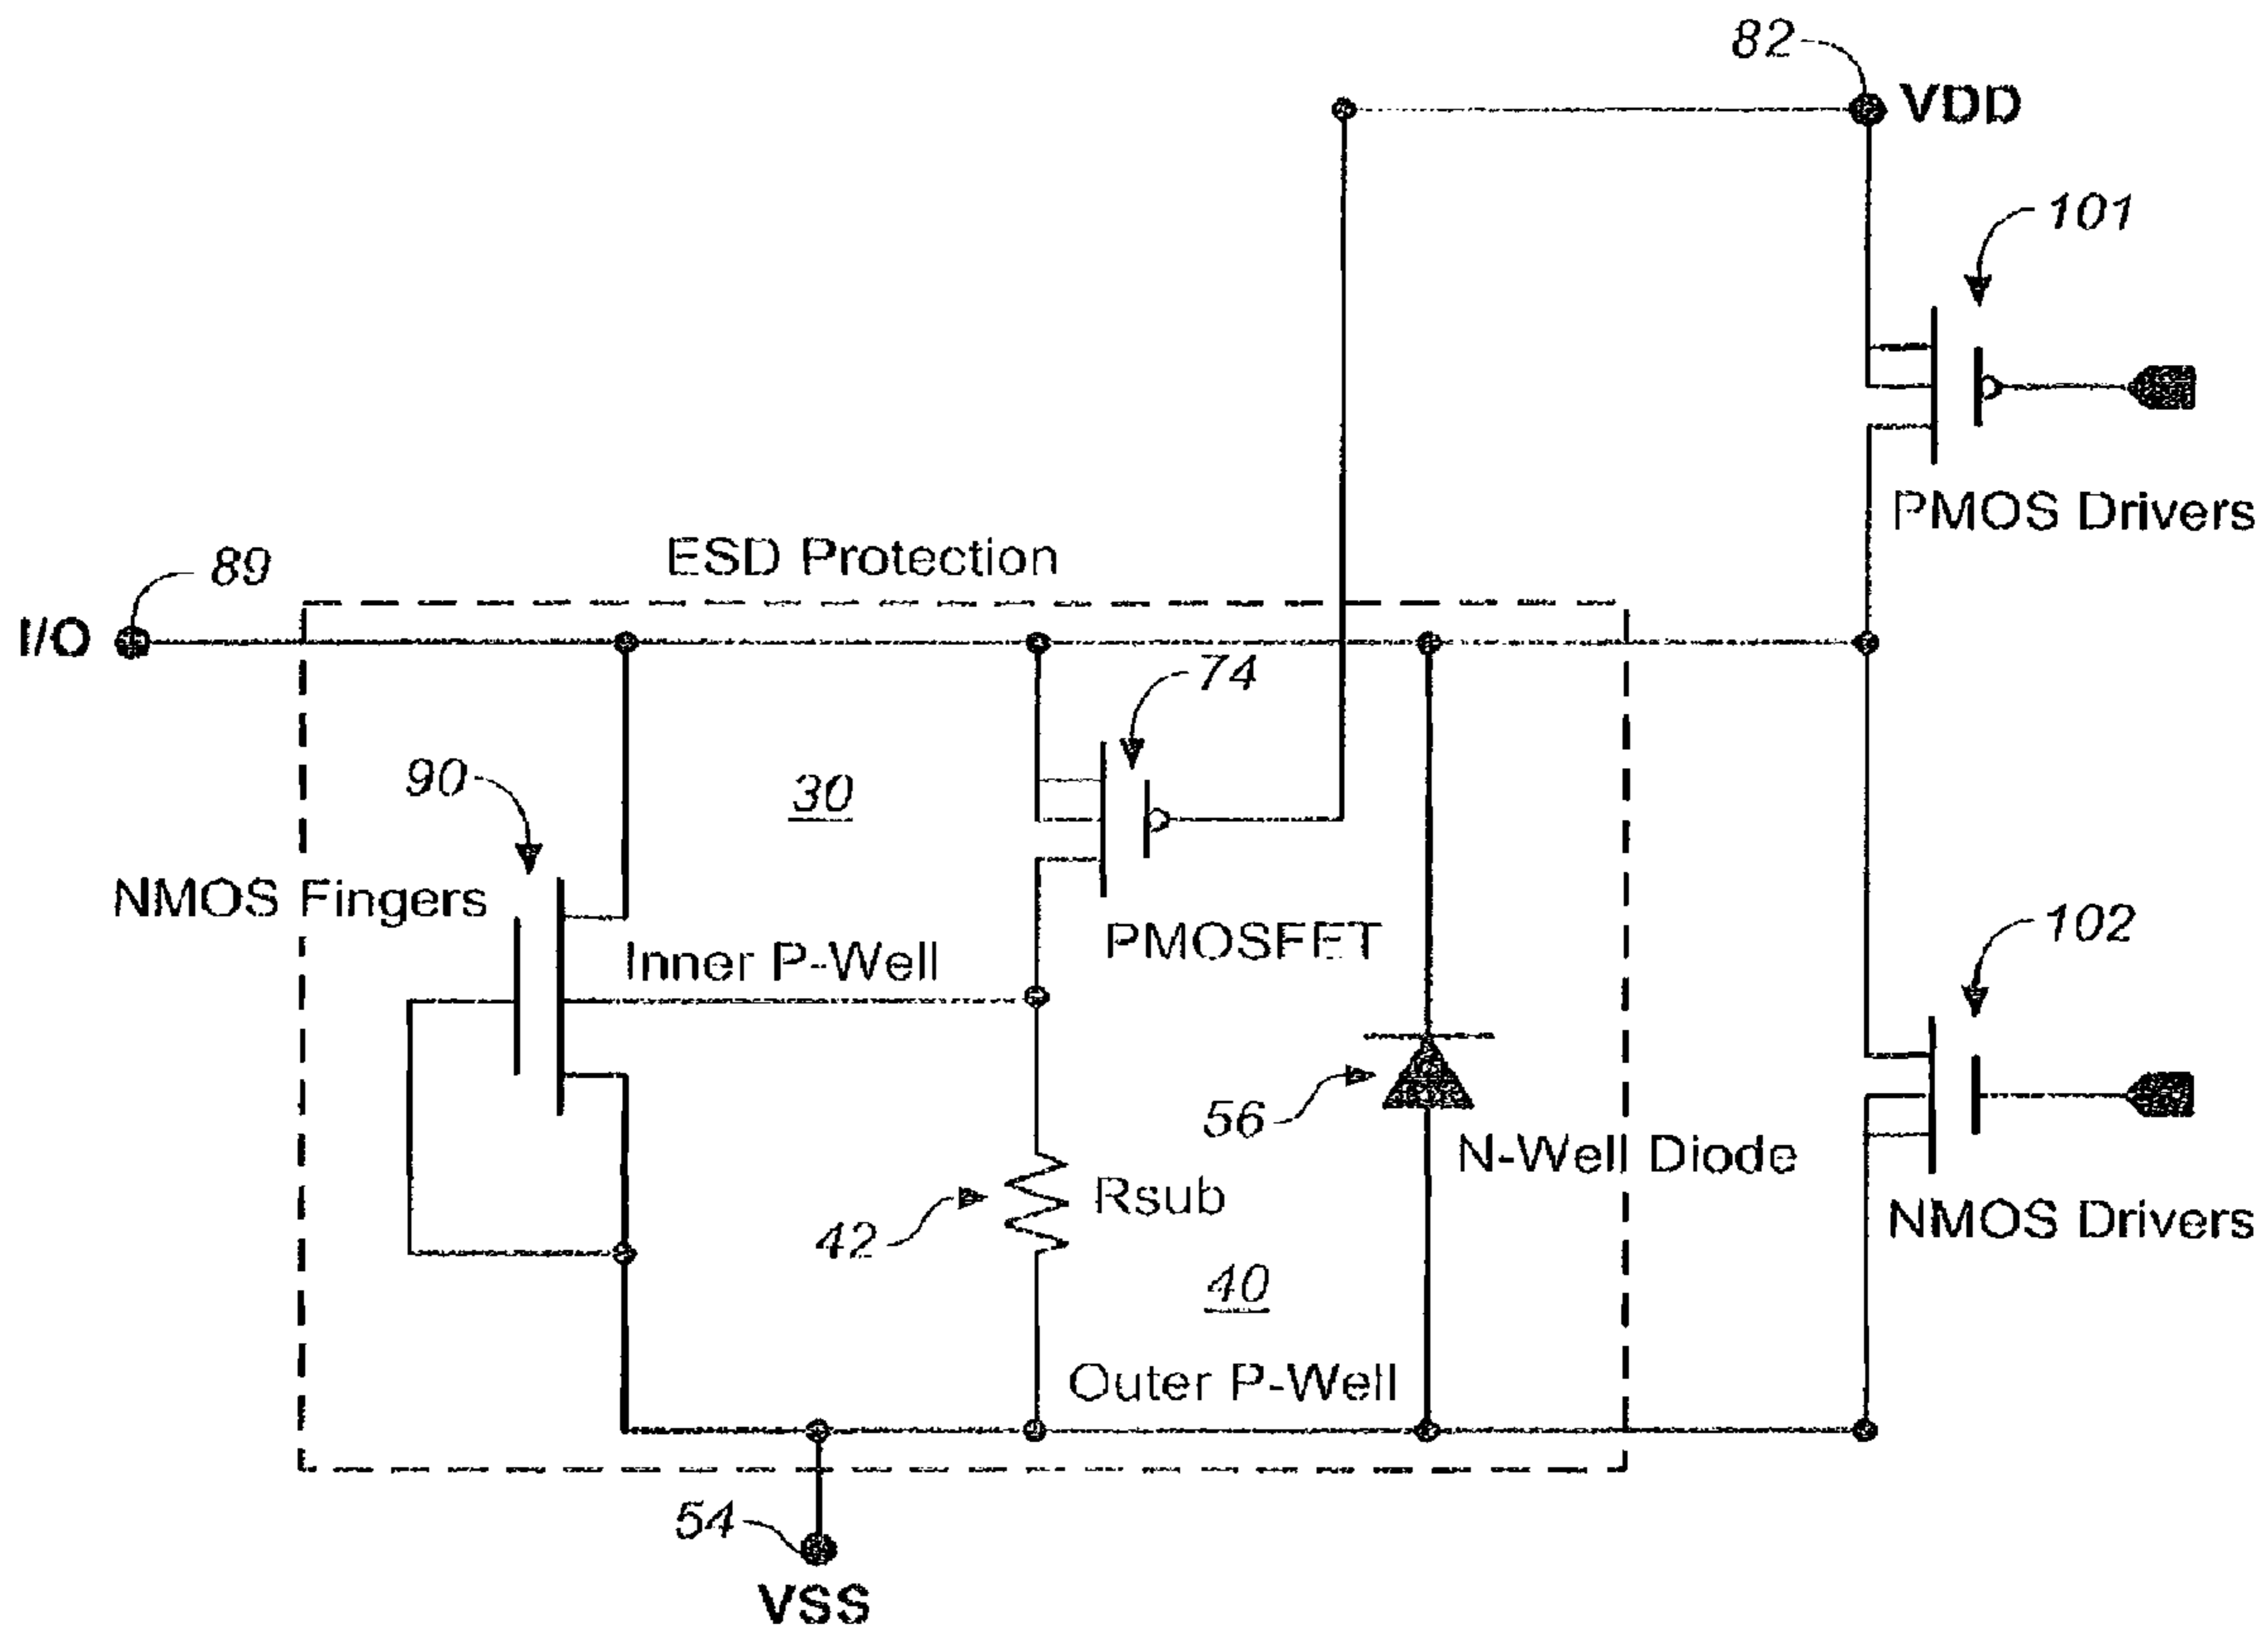 82
VDD
101
PMOS Drivers
ESD Protection
89
I/O
74
90
30
NMOS Fingers
PMOSFET
Inner P-Well
102
56
N-Well Diode
Rsub
42
NMOS Drivers
40
Outer P-Well
54
VSS